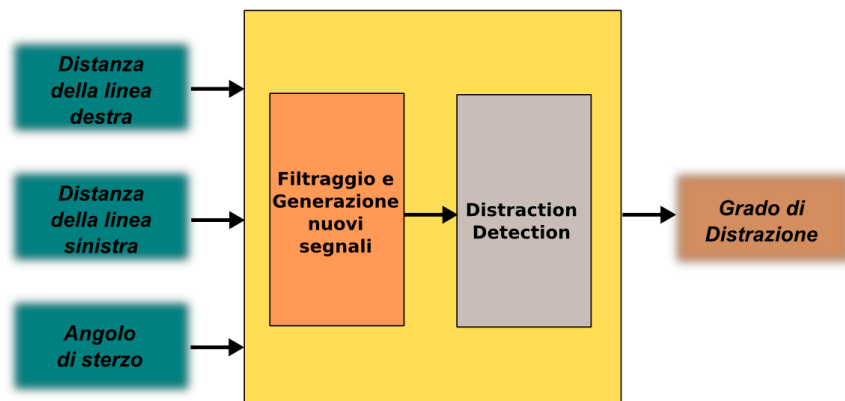 Distanza
della linea
destra
Distanza
della linea
sinistra
Angolo
di sterzo
Filtraggio e
Generazione
nuovi
segnali
Distraction
Detection
Grado di
Distrazione